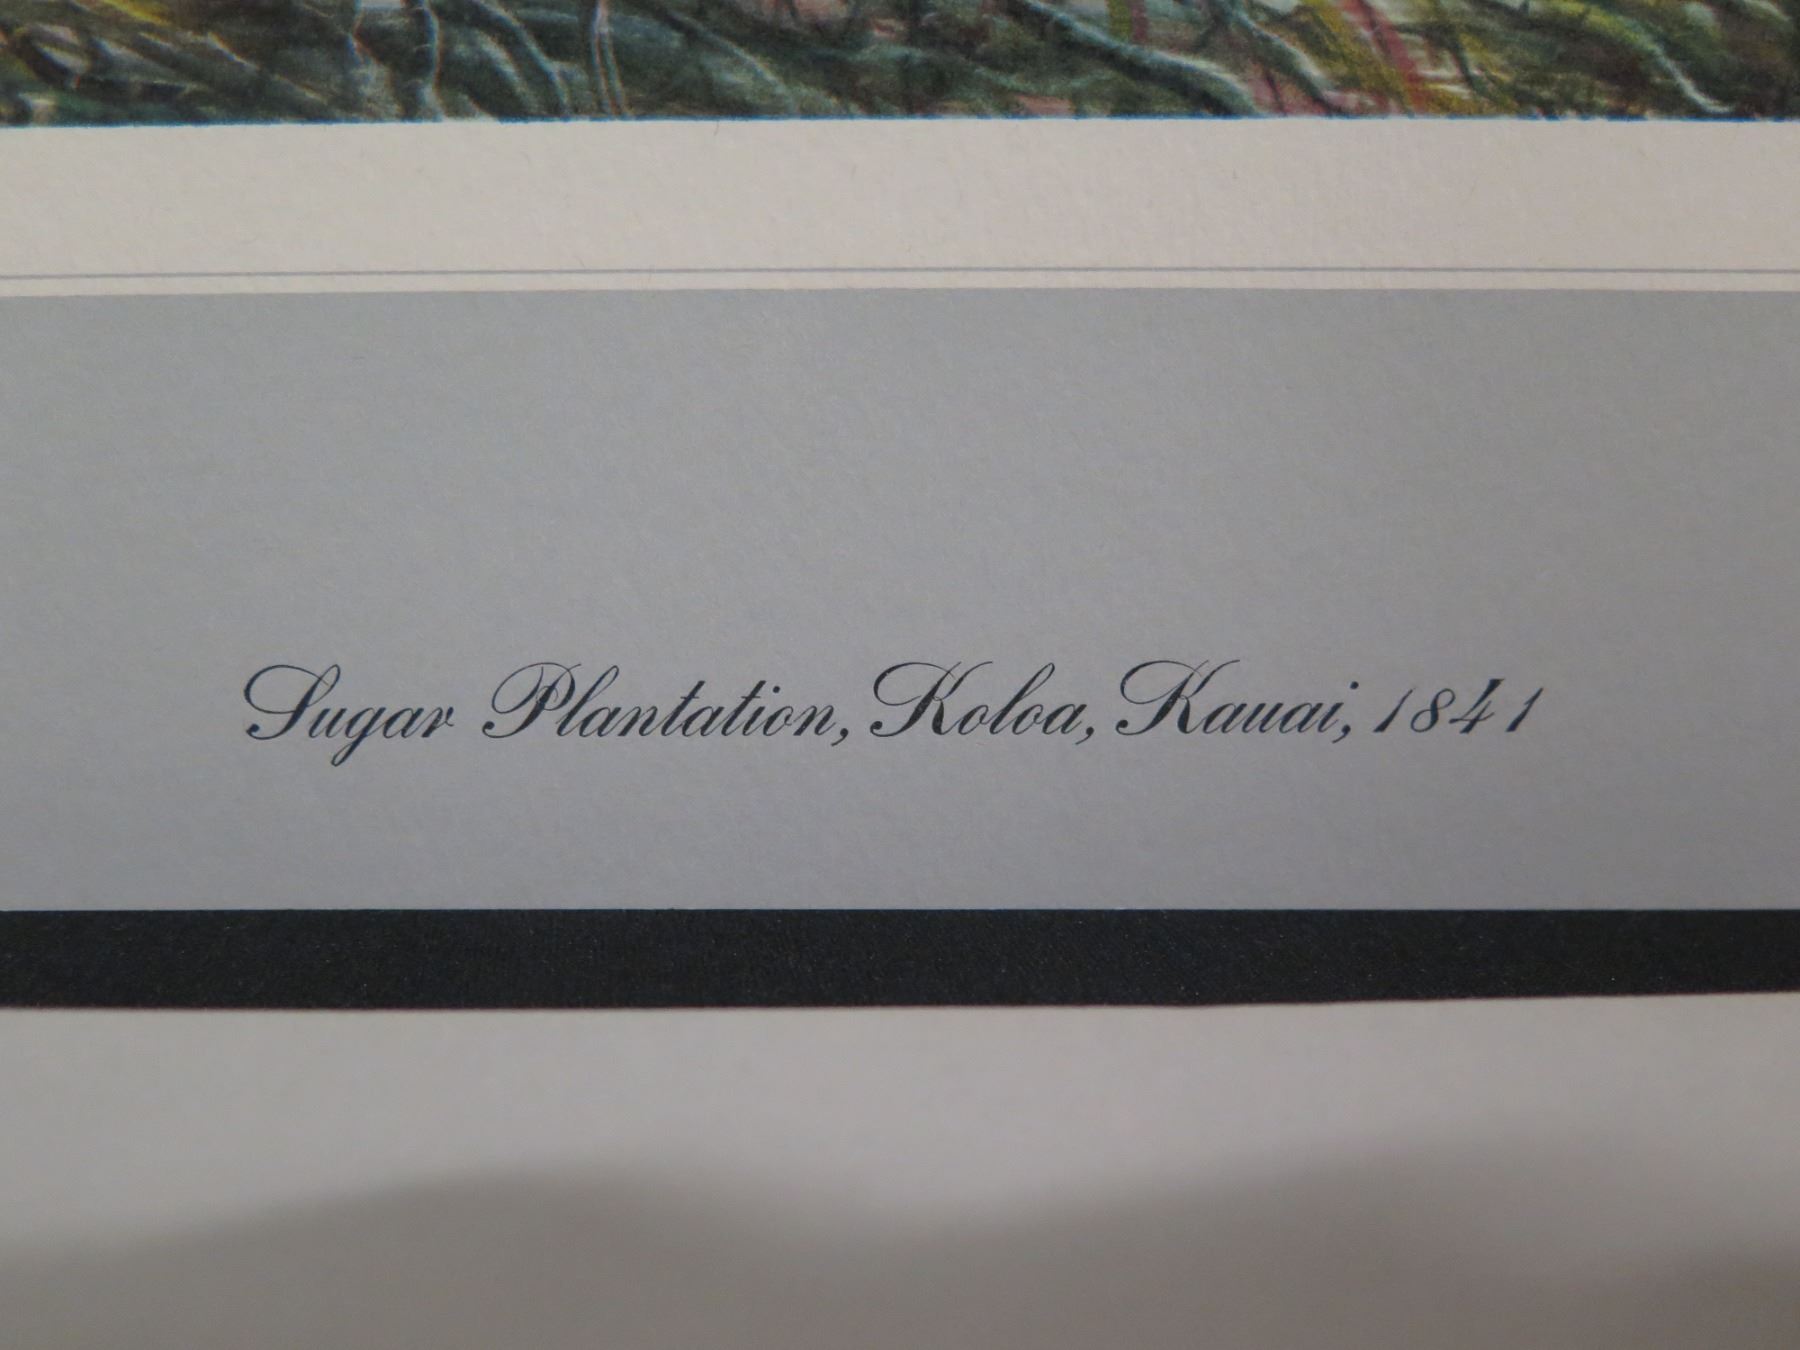 Sugar Plantation, Koloa, Kauai, 1841